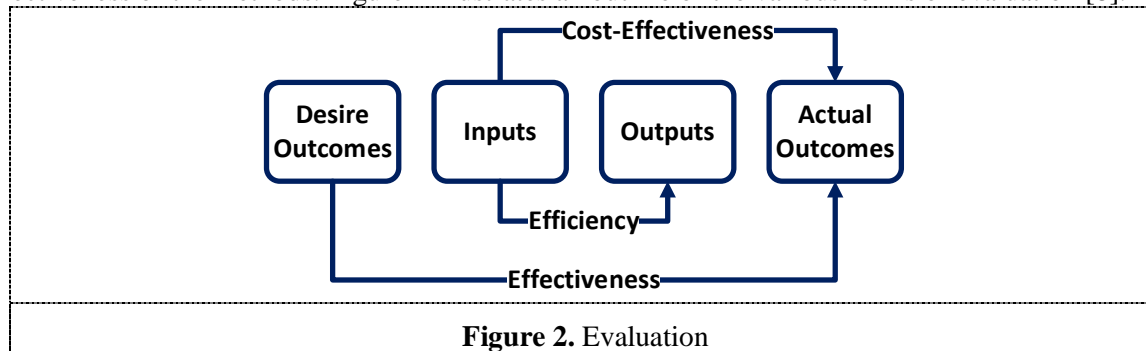 Cost-Effectiveness
Desire
Outcomes
Inputs
Outputs
Actual
Outcomes
Efficiency
Effectiveness
Figure 2. Evaluation